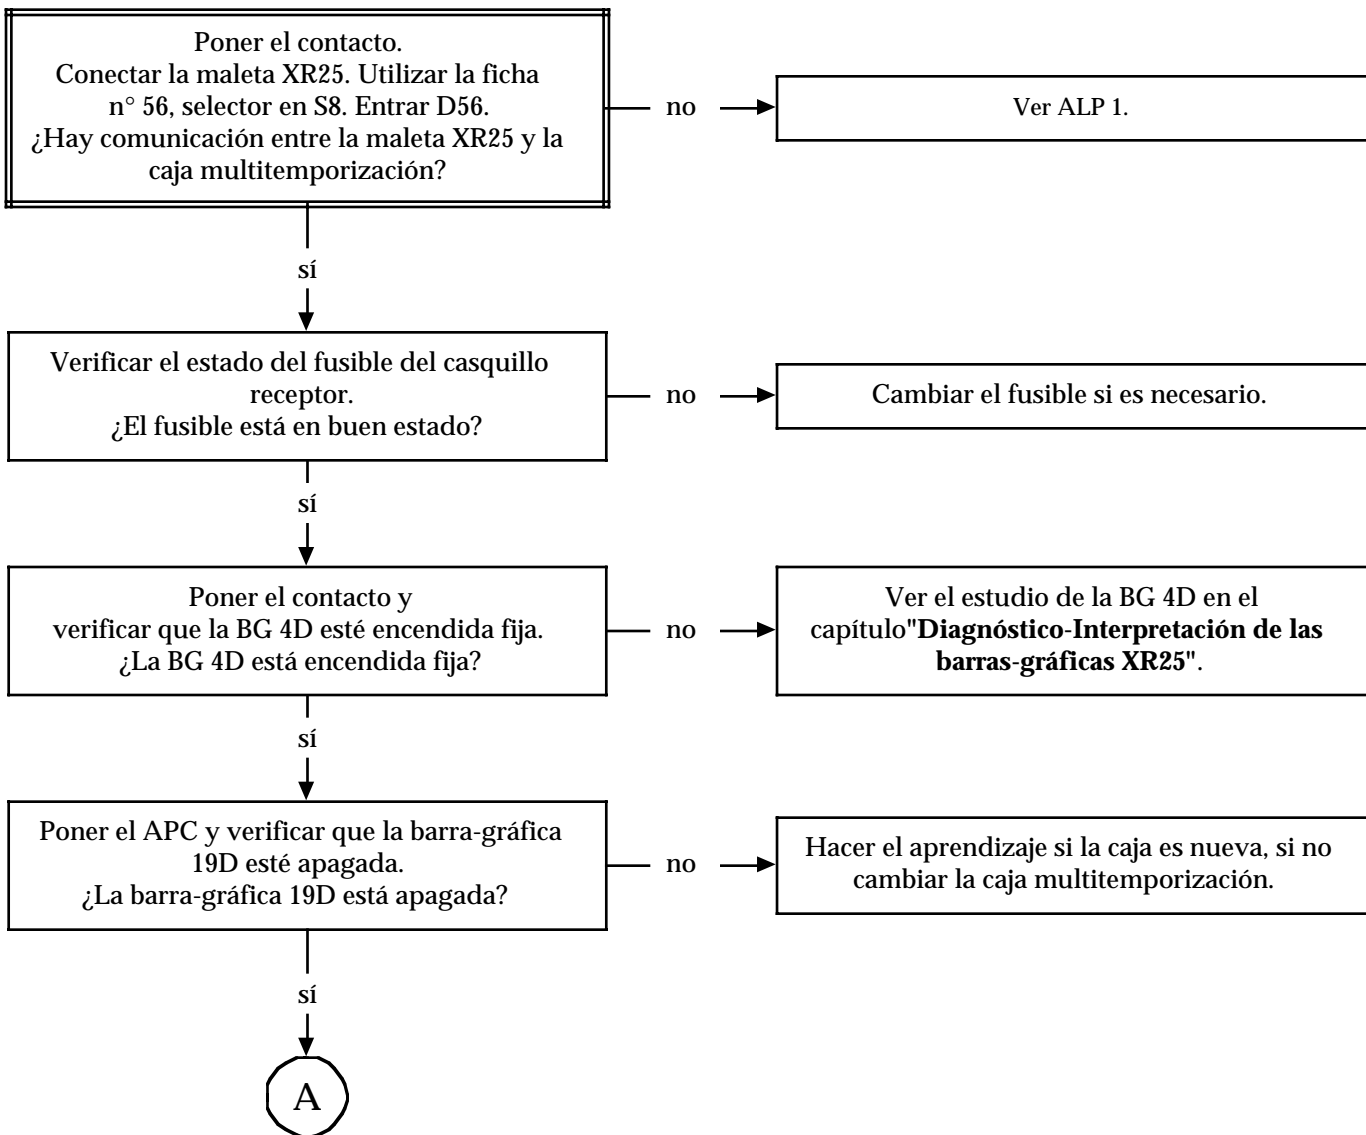 Poner el contacto.
Conectar la maleta XR25. Utilizar la ficha
n° 56, selector en S8. Entrar D56.
¿Hay comunicación entre la maleta XR25 y la
caja multitemporización?
no
Ver ALP 1.
sí
Verificar el estado del fusible del casquillo
receptor.
¿El fusible está en buen estado?
no
Cambiar el fusible si es necesario.
sí
Poner el contacto y
verificar que la BG 4D esté encendida fija.
¿La BG 4D está encendida fija?
no
Ver el estudio de la BG 4D en el
capítulo"Diagnóstico-Interpretación de las
barras-gráficas XR25".
sí
Poner el APC y verificar que la barra-gráfica
19D esté apagada.
¿La barra-gráfica 19D está apagada?
no
Hacer el aprendizaje si la caja es nueva, si no
cambiar la caja multitemporización.
sí
A